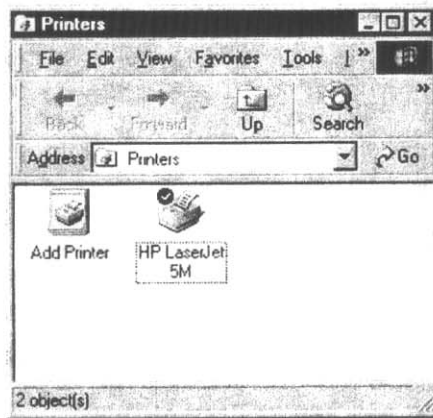 Printers
File Edit View Favorites Tools »
Back Forward Up Search »
Address Printers Go
Add Printer HP LaserJet
5M
2 object(s)